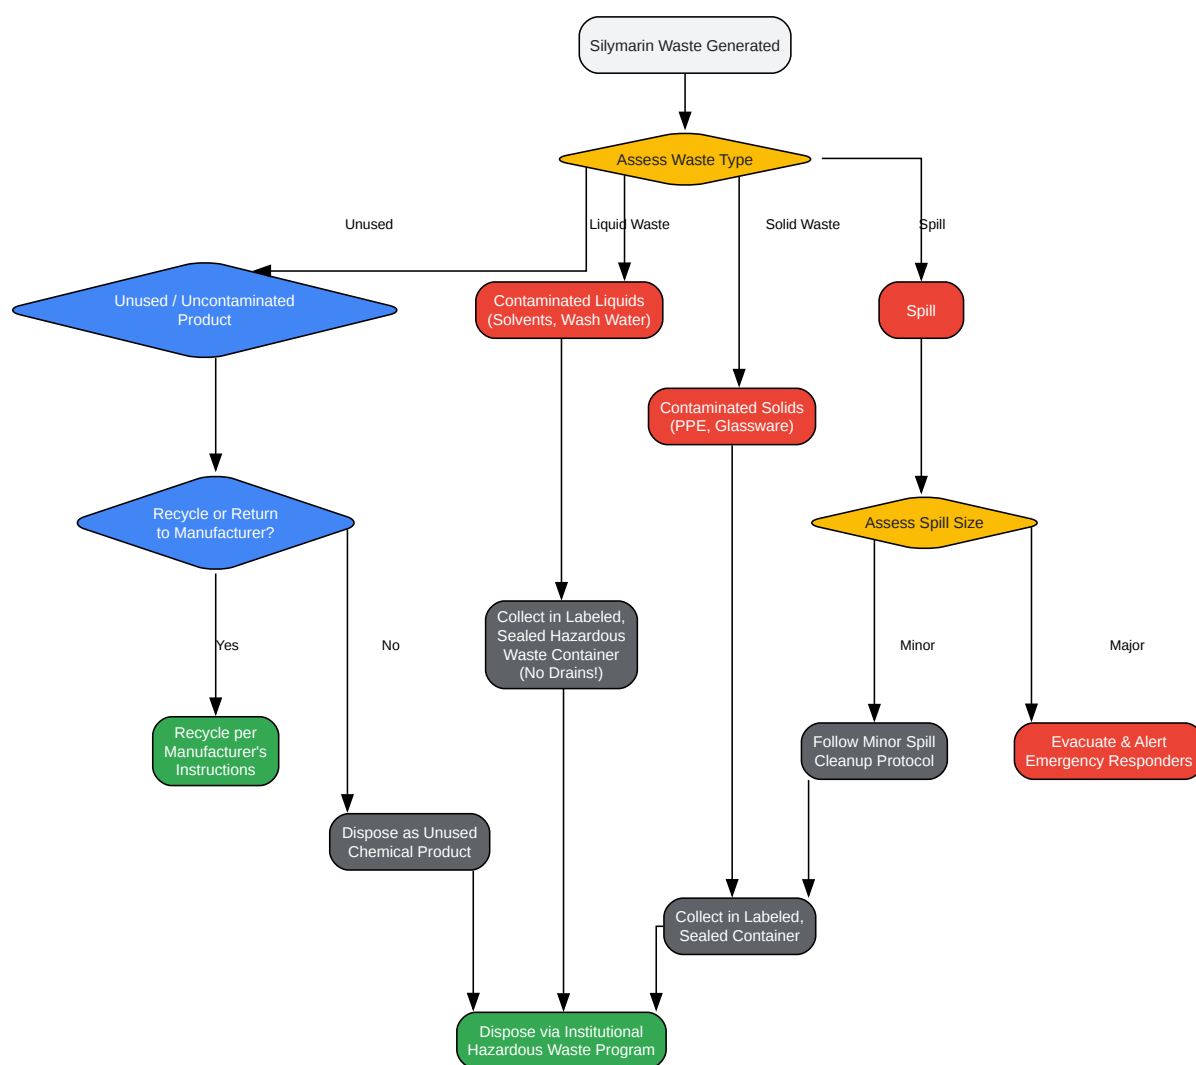 Silymarin Waste Generated
Assess Waste Type
Unused
Liquid Waste
Solid Waste
Spill
Unused / Uncontaminated
Product
Contaminated Liquids
(Solvents, Wash Water)
Spill
Contaminated Solids
(PPE, Glassware)
Recycle or Return
to Manufacturer?
Assess Spill Size
Collect in Labeled,
Sealed Hazardous
Waste Container
(No Drains!)
Yes
No
Minor
Major
Recycle per
Manufacturer's
Instructions
Follow Minor Spill
Cleanup Protocol
Evacuate & Alert
Emergency Responders
Dispose as Unused
Chemical Product
Collect in Labeled,
Sealed Container
Dispose via Institutional
Hazardous Waste Program